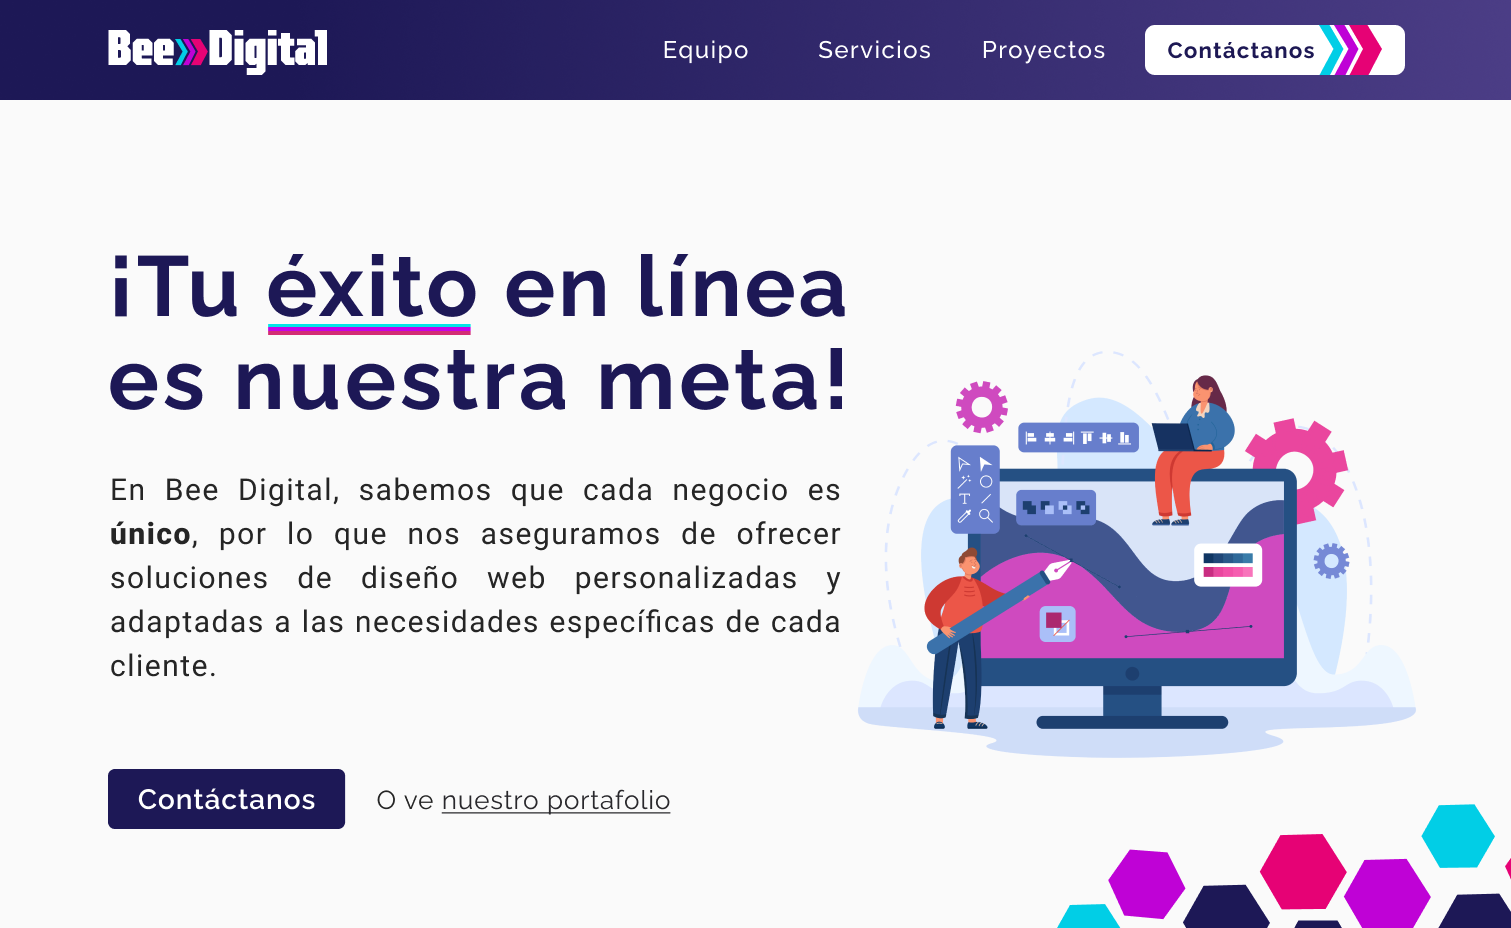 Bee Digital
Equipo
Servicios
Proyectos
Contáctanos
¡Tu éxito en línea
es nuestra meta!
En Bee Digital, sabemos que cada negocio es
único, por lo que nos aseguramos de ofrecer
soluciones de diseño web personalizadas y
adaptadas a las necesidades específicas de cada
cliente.
T
Contáctanos
O ve nuestro portafolio